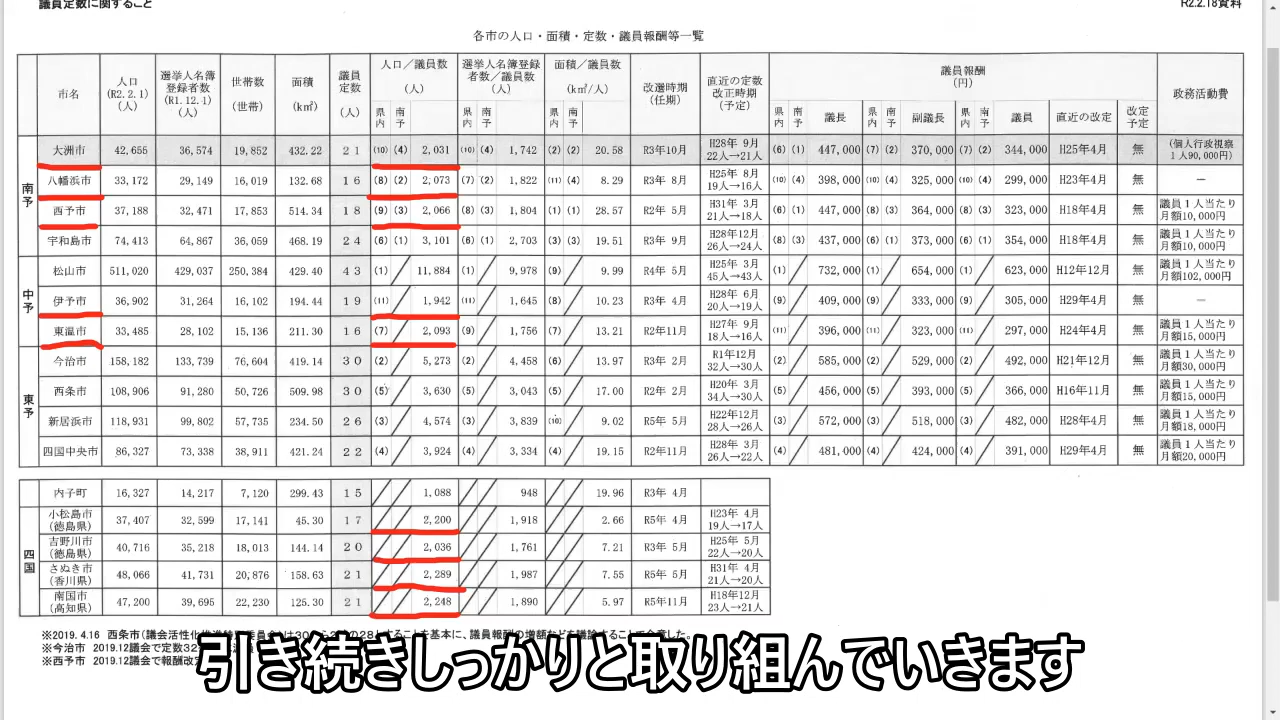 議員定数に関すること
R2.2.18資料
各市の人口・面積・定数・議員報酬等一覧
市名 人口 (R2.2.1) (人) 選挙人名簿登録者数 (R1.12.1) (人) 世帯数 (世帯) 面積 (k㎡) 議員定数 (人) 人口／議員数 (人) 県内 南予 選挙人名簿登録者数／議員数 (人) 県内 南予 面積／議員数 (k㎡/人) 県内 南予 改選時期 (任期) 直近の定数改正時期 (予定) 議員報酬 (円) 県内 南予 議長 県内 南予 副議長 県内 南予 議員 直近の改定 改定予定 政務活動費
南予
大洲市 42,655 36,574 19,852 432.22 21 (10) (4) 2,031 (10) (4) 1,742 (2) (2) 20.58 R3年10月 H28年 9月 22人→21人 (6) (1) 447,000 (7) (2) 370,000 (7) (2) 344,000 H25年4月 無 (個人行政視察 1人90,000円)
八幡浜市 33,172 29,149 16,019 132.68 16 (8) (2) 2,073 (7) (2) 1,822 (11) (4) 8.29 R3年 8月 H25年 8月 19人→16人 (10) (4) 398,000 (10) (4) 325,000 (10) (4) 299,000 H23年4月 無 －
西予市 37,188 32,471 17,853 514.34 18 (9) (3) 2,066 (8) (3) 1,804 (1) (1) 28.57 R2年 5月 H31年 3月 21人→18人 (6) (1) 447,000 (8) (3) 364,000 (8) (3) 323,000 H18年4月 無 議員１人当たり 月額10,000円
宇和島市 74,413 64,867 36,059 468.19 24 (6) (1) 3,101 (6) (1) 2,703 (3) (3) 19.51 R3年 9月 H28年12月 26人→24人 (8) (3) 437,000 (6) (1) 373,000 (6) (1) 354,000 H18年4月 無 議員１人当たり 月額10,000円
中予
松山市 511,020 429,037 250,384 429.40 43 (1) 11,884 (1) 9,978 (9) 9.99 R4年 5月 H25年 3月 45人→43人 (1) 732,000 (1) 654,000 (1) 623,000 H12年12月 無 議員１人当たり 月額102,000円
伊予市 36,902 31,264 16,102 194.44 19 (11) 1,942 (11) 1,645 (8) 10.23 R3年 4月 H28年 6月 20人→19人 (9) 409,000 (9) 333,000 (9) 305,000 H29年4月 無 －
東温市 33,485 28,102 15,136 211.30 16 (7) 2,093 (9) 1,756 (7) 13.21 R2年11月 H27年 9月 18人→16人 (11) 396,000 (11) 323,000 (11) 297,000 H24年4月 無 議員１人当たり 月額15,000円
東予
今治市 158,182 133,739 76,604 419.14 30 (2) 5,273 (2) 4,458 (6) 13.97 R3年 2月 R1年12月 32人→30人 (2) 585,000 (2) 529,000 (2) 492,000 H21年12月 無 議員１人当たり 月額30,000円
西条市 108,906 91,280 50,726 509.98 30 (5) 3,630 (5) 3,043 (4) 17.00 R2年 2月 H20年 3月 34人→30人 (5) 456,000 (5) 393,000 (5) 366,000 H16年11月 無 議員１人当たり 月額15,000円
新居浜市 118,931 99,802 57,735 234.50 26 (3) 4,574 (3) 3,839 (10) 9.02 R5年 4月 H22年12月 28人→26人 (3) 572,000 (3) 518,000 (3) 482,000 H28年4月 無 議員１人当たり 月額18,000円
四国中央市 86,327 73,338 38,911 421.24 22 (4) 3,924 (4) 3,334 (4) 19.15 R2年11月 H28年 3月 26人→22人 (4) 481,000 (4) 424,000 (4) 391,000 H29年4月 無 議員１人当たり 月額20,000円
四国
内子町 16,327 14,217 7,120 299.43 15 1,088 948 19.96 R3年 4月
小松島市 (徳島県) 37,407 32,599 17,141 45.30 17 2,200 1,918 2.66 R5年 4月 H23年 4月 19人→17人
吉野川市 (徳島県) 40,716 35,218 18,013 144.14 20 2,036 1,761 7.21 R3年 5月 H25年 5月 22人→20人
さぬき市 (香川県) 48,066 41,731 20,876 158.63 21 2,289 1,987 7.55 R5年 5月 H31年 4月 21人→20人
南国市 (高知県) 47,200 39,695 22,230 125.30 21 2,248 1,890 5.97 R5年11月 H18年12月 23人→21人
※2019. 4.16 西条市(議会活性化
※今治市 2019.12議会で定数32
※西予市 2019.12議会で報酬改定
引き続きしっかりと取り組んでいきます